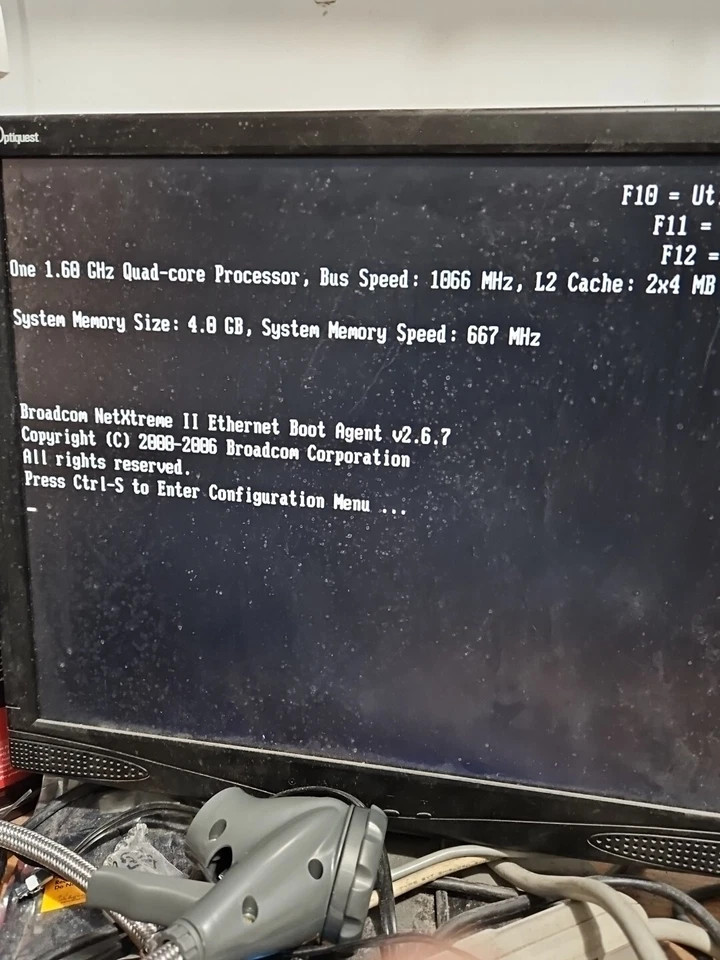 Optiquest
F10 = Ut
F11 =
F12 =
One 1.60 GHz Quad-core Processor, Bus Speed: 1066 MHz, L2 Cache: 2x4 MB
System Memory Size: 4.0 GB, System Memory Speed: 667 MHz
Broadcom NetXtreme II Ethernet Boot Agent v2.6.7
Copyright (C) 2000-2006 Broadcom Corporation
All rights reserved.
Press Ctrl-S to Enter Configuration Menu ...